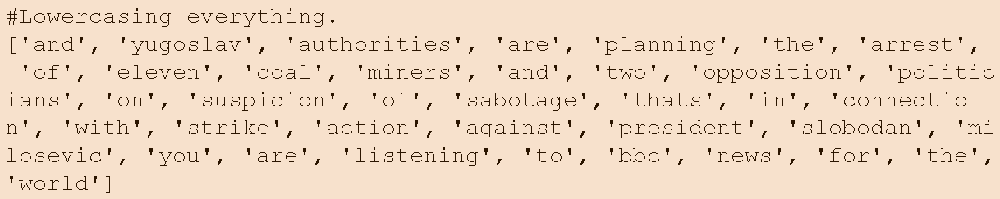 #Lowercasing everything.
['and', 'yugoslav', 'authorities', 'are', 'planning', 'the', 'arrest',
'of', 'eleven', 'coal', 'miners', 'and', 'two', 'opposition', 'politic
ians', 'on', 'suspicion', 'of', 'sabotage', 'thats', 'in', 'connectio
n', 'with', 'strike', 'action', 'against', 'president', 'slobodan', 'mi
losevic', 'you', 'are', 'listening', 'to', 'bbc', 'news', 'for', 'the',
'world']